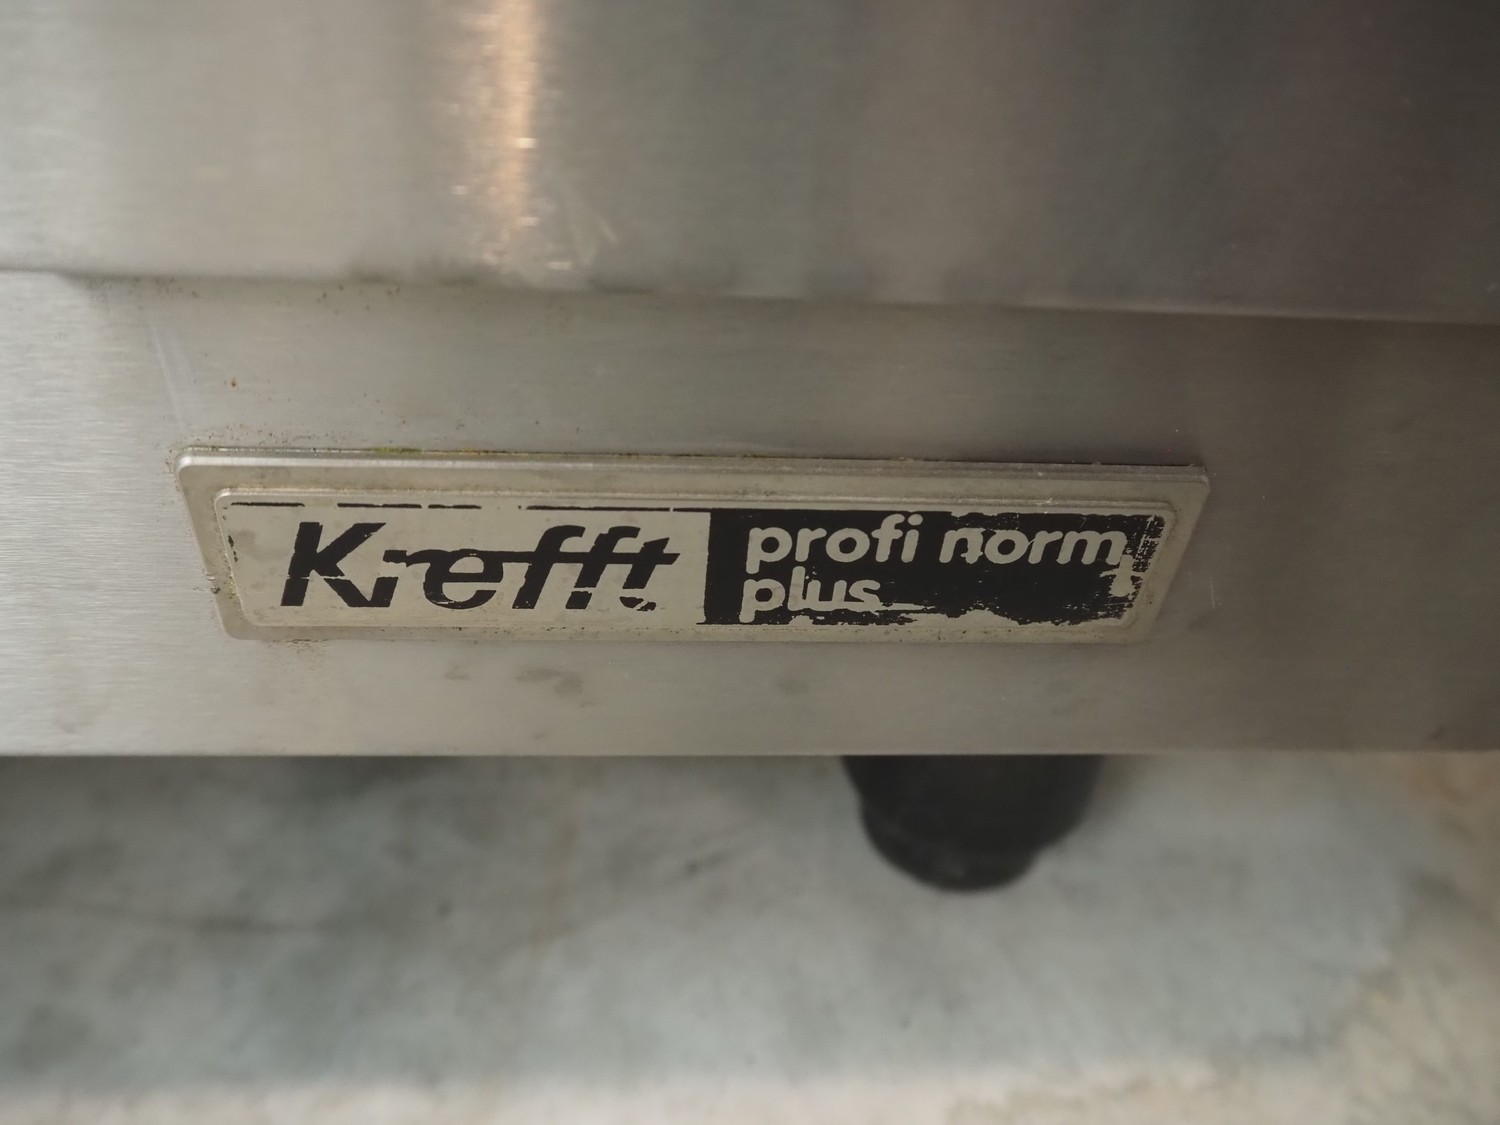 Krefft
profi norm
plus